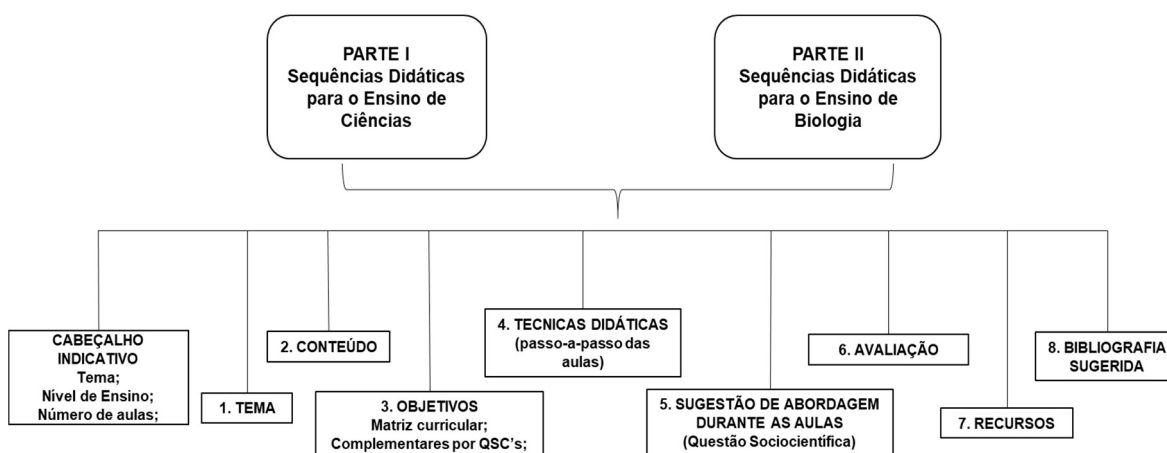 PARTE I
Sequências Didáticas
para o Ensino de
Ciências
PARTE II
Sequências Didáticas
para o Ensino de
Biologia
CABEÇALHO
INDICATIVO
Tema;
Nível de Ensino;
Número de aulas;
1. TEMA
2. CONTEÚDO
3. OBJETIVOS
Matriz curricular;
Complementares por QSC's;
4. TECNICAS DIDÁTICAS
(passo-a-passo das
aulas)
5. SUGESTÃO DE ABORDAGEM
DURANTE AS AULAS
(Questão Sociocientífica)
6. AVALIAÇÃO
7. RECURSOS
8. BIBLIOGRAFIA
SUGERIDA